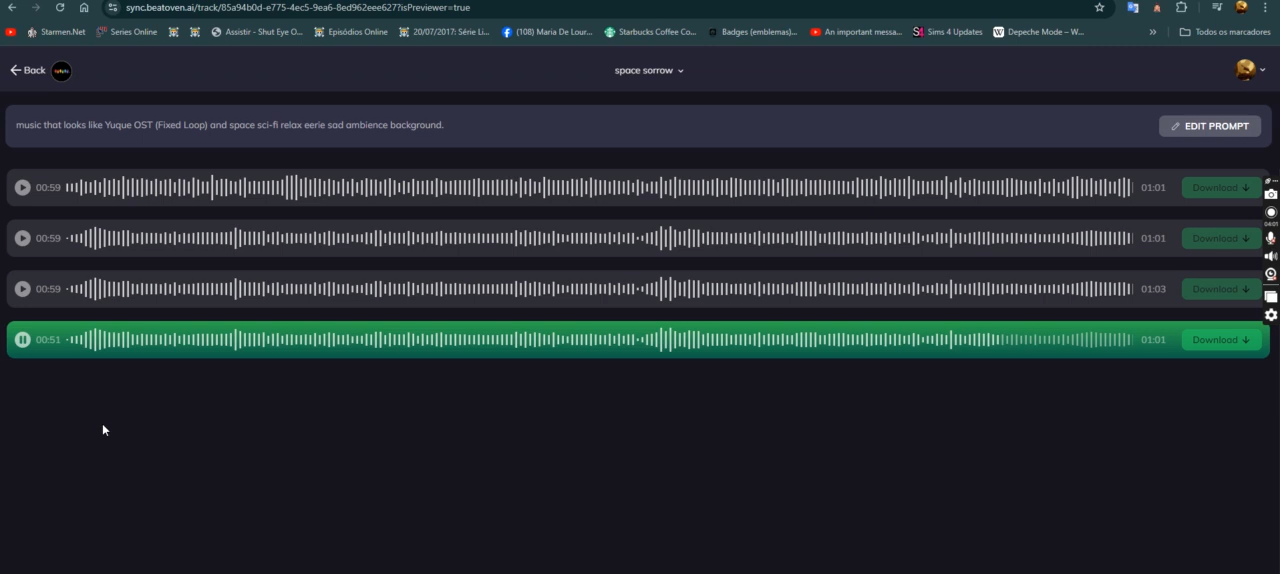 sync.beatoven.ai/track/85a94b0d-e775-4ec5-9ea6-8ed962eee627?isPreviewer=true
Starmen.Net Series Online Assistir - Shut Eye O... Episódios Online 20/07/2017: Série Li... (108) Maria De Lour... Starbucks Coffee Co... Badges (emblemas)... An important messa... Sims 4 Updates W Depeche Mode – W... » Todos os marcadores
Back space sorrow
music that looks like Yuque OST (Fixed Loop) and space sci-fi relax eerie sad ambience background. EDIT PROMPT
00:59 01:01 Download
00:59 01:01 Download
04:01
00:59 01:03 Download
00:51 01:01 Download